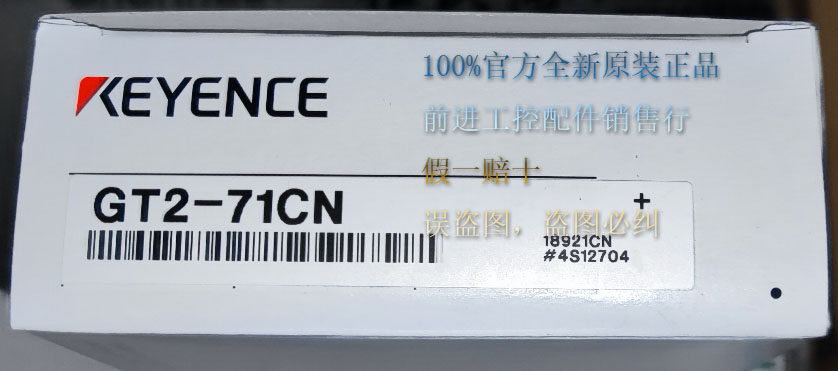 KEYENCE
100%官方全新原装正品
前进工控配件销售行
假一赔十
GT2-71CN
+
误盗图，盗图必纠
18921CN
#4S12704